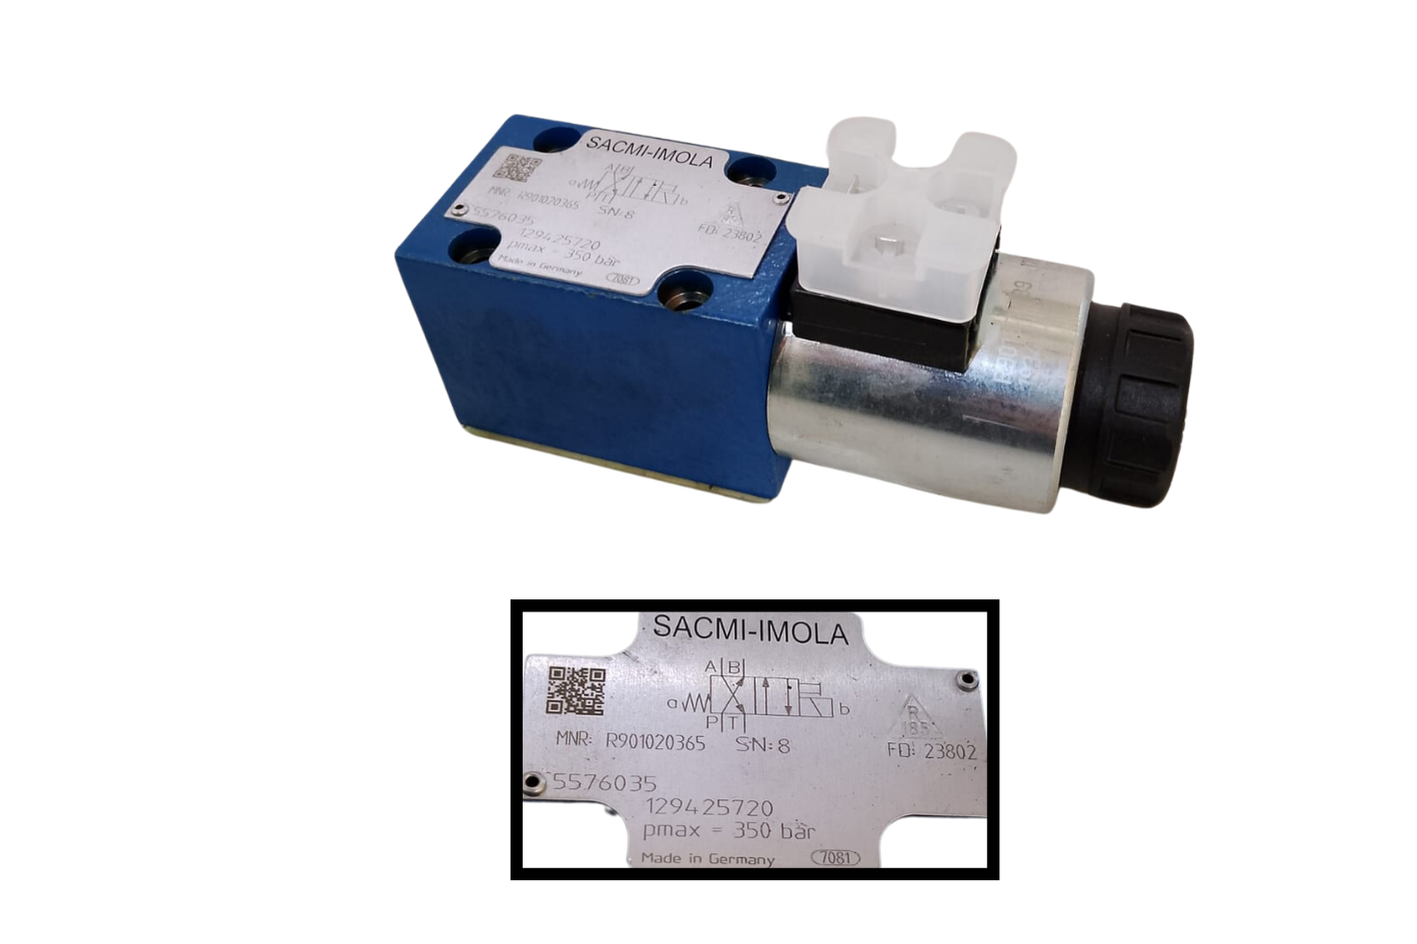 SACMI-IMOLA
A B
a b
P T
MNR: R901020365 SN: 8
FD: 23802
5576035
129425720
pmax = 350 bar
Made in Germany 7081
SACMI-IMOLA
A B
a b
P T
R
185
MNR: R901020365 SN: 8
FD: 23802
5576035
129425720
pmax = 350 bar
Made in Germany 7081